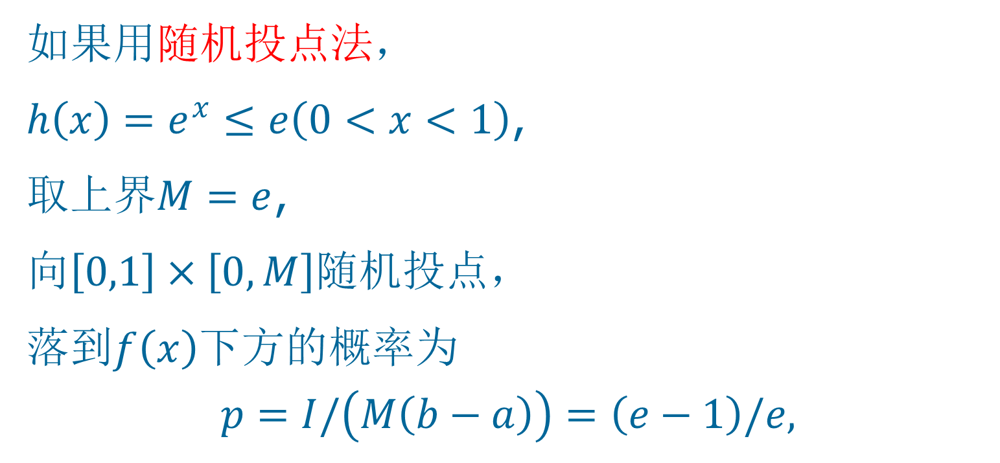 如果用随机投点法，
h(x) = e^x ≤ e(0 < x < 1),
取上界M = e,
向[0,1] × [0, M]随机投点，
落到f(x)下方的概率为
p = I/(M(b − a)) = (e − 1)/e,